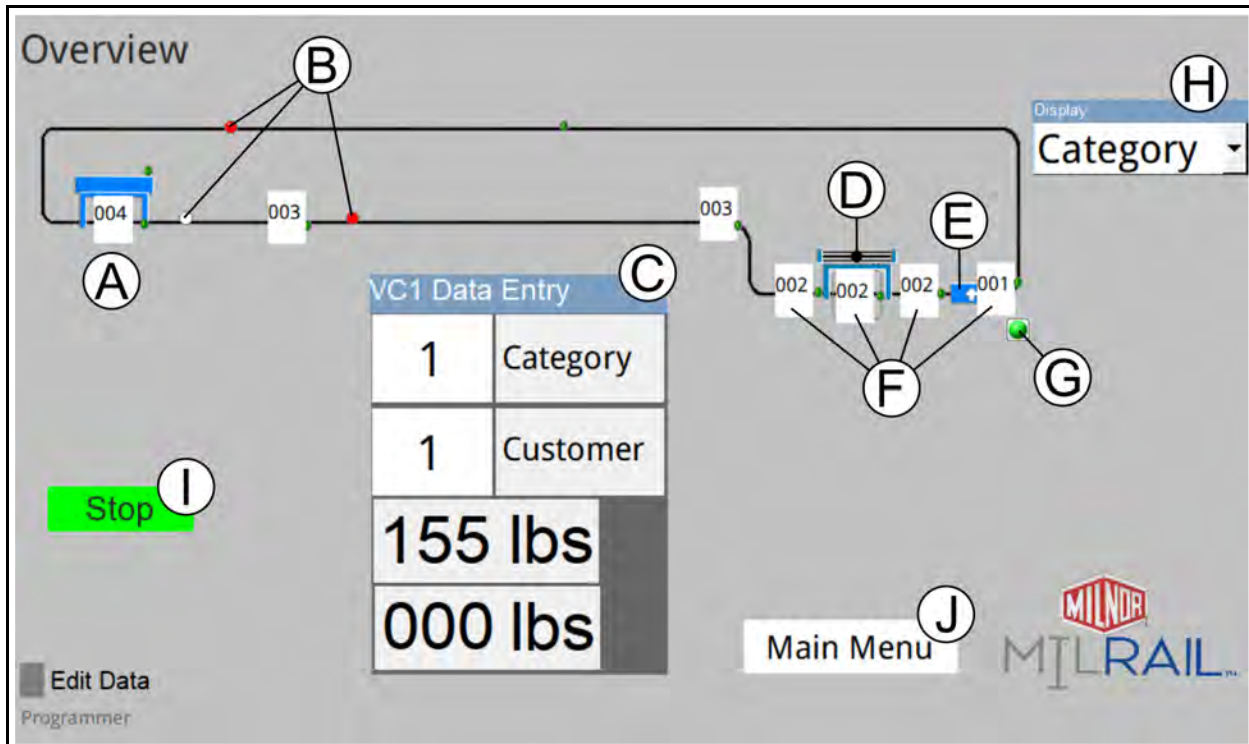 Overview
B
H
Display
Category
004
003
003
D
E
A
C
002
002
002
001
VC1 Data Entry
1 Category
F
G
1 Customer
I
Stop
155 lbs
000 lbs
J
Main Menu
MILNOR
MILRAIL
Edit Data
Programmer